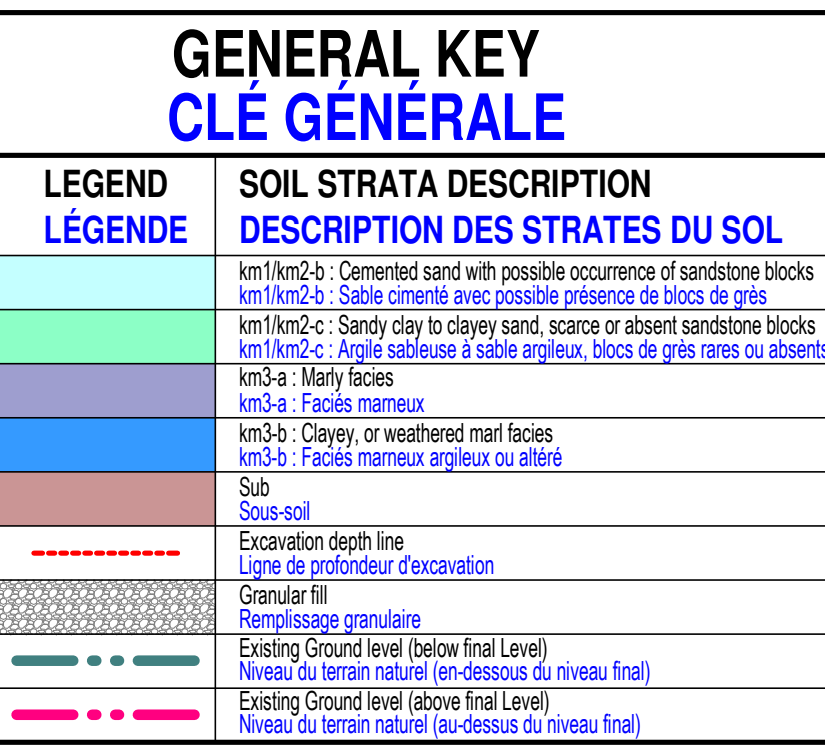 GENERAL KEY
CLÉ GÉNÉRALE
LEGEND
LÉGENDE
SOIL STRATA DESCRIPTION
DESCRIPTION DES STRATES DU SOL
km1/km2-b : Cemented sand with possible occurrence of sandstone blocks
km1/km2-b : Sable cimenté avec possible présence de blocs de grès
km1/km2-c : Sandy clay to clayey sand, scarce or absent sandstone blocks
km1/km2-c : Argile sableuse à sable argileux, blocs de grès rares ou absents
km3-a : Marly facies
km3-a : Faciés marneux
km3-b : Clayey, or weathered marl facies
km3-b : Faciés marneux argileux ou altéré
Sub
Sous-soil
Excavation depth line
Ligne de profondeur d'excavation
Granular fill
Remplissage granulaire
Existing Ground level (below final Level)
Niveau du terrain naturel (en-dessous du niveau final)
Existing Ground level (above final Level)
Niveau du terrain naturel (au-dessus du niveau final)